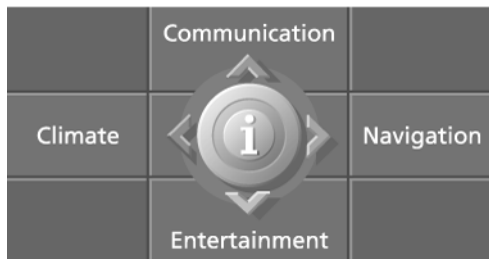 Communication
Climate
i
Navigation
Entertainment